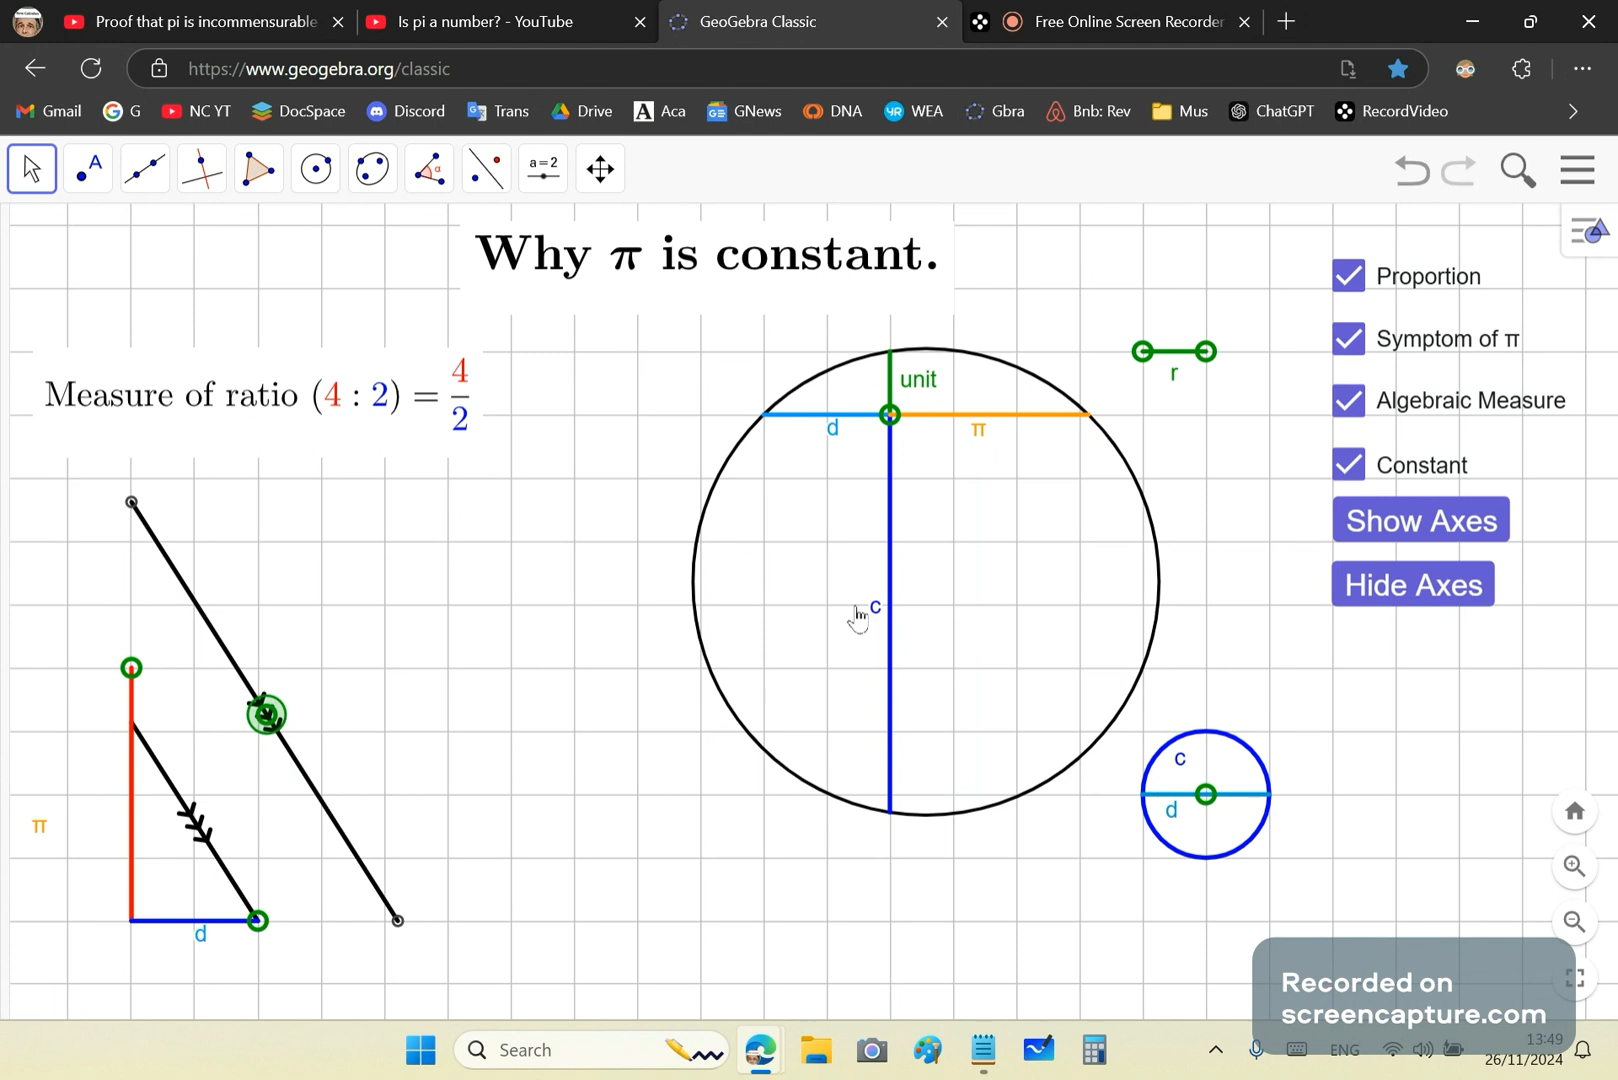 Proof that pi is incommensurable
Is pi a number? - YouTube
GeoGebra Classic
Free Online Screen Recorder
https://www.geogebra.org/classic
Gmail
G
NC YT
DocSpace
Discord
Trans
Drive
A Aca
GNews
DNA
WEA
Gbra
Bnb: Rev
Mus
ChatGPT
RecordVideo
A
α
a=2
Why π is constant.
Proportion
Symptom of π
Algebraic Measure
Constant
Show Axes
Hide Axes
Measure of ratio (4 : 2) = 4/2
unit
d
π
c
r
π
d
c
d
Recorded on
screencapture.com
Search
ENG
13:49
26/11/2024